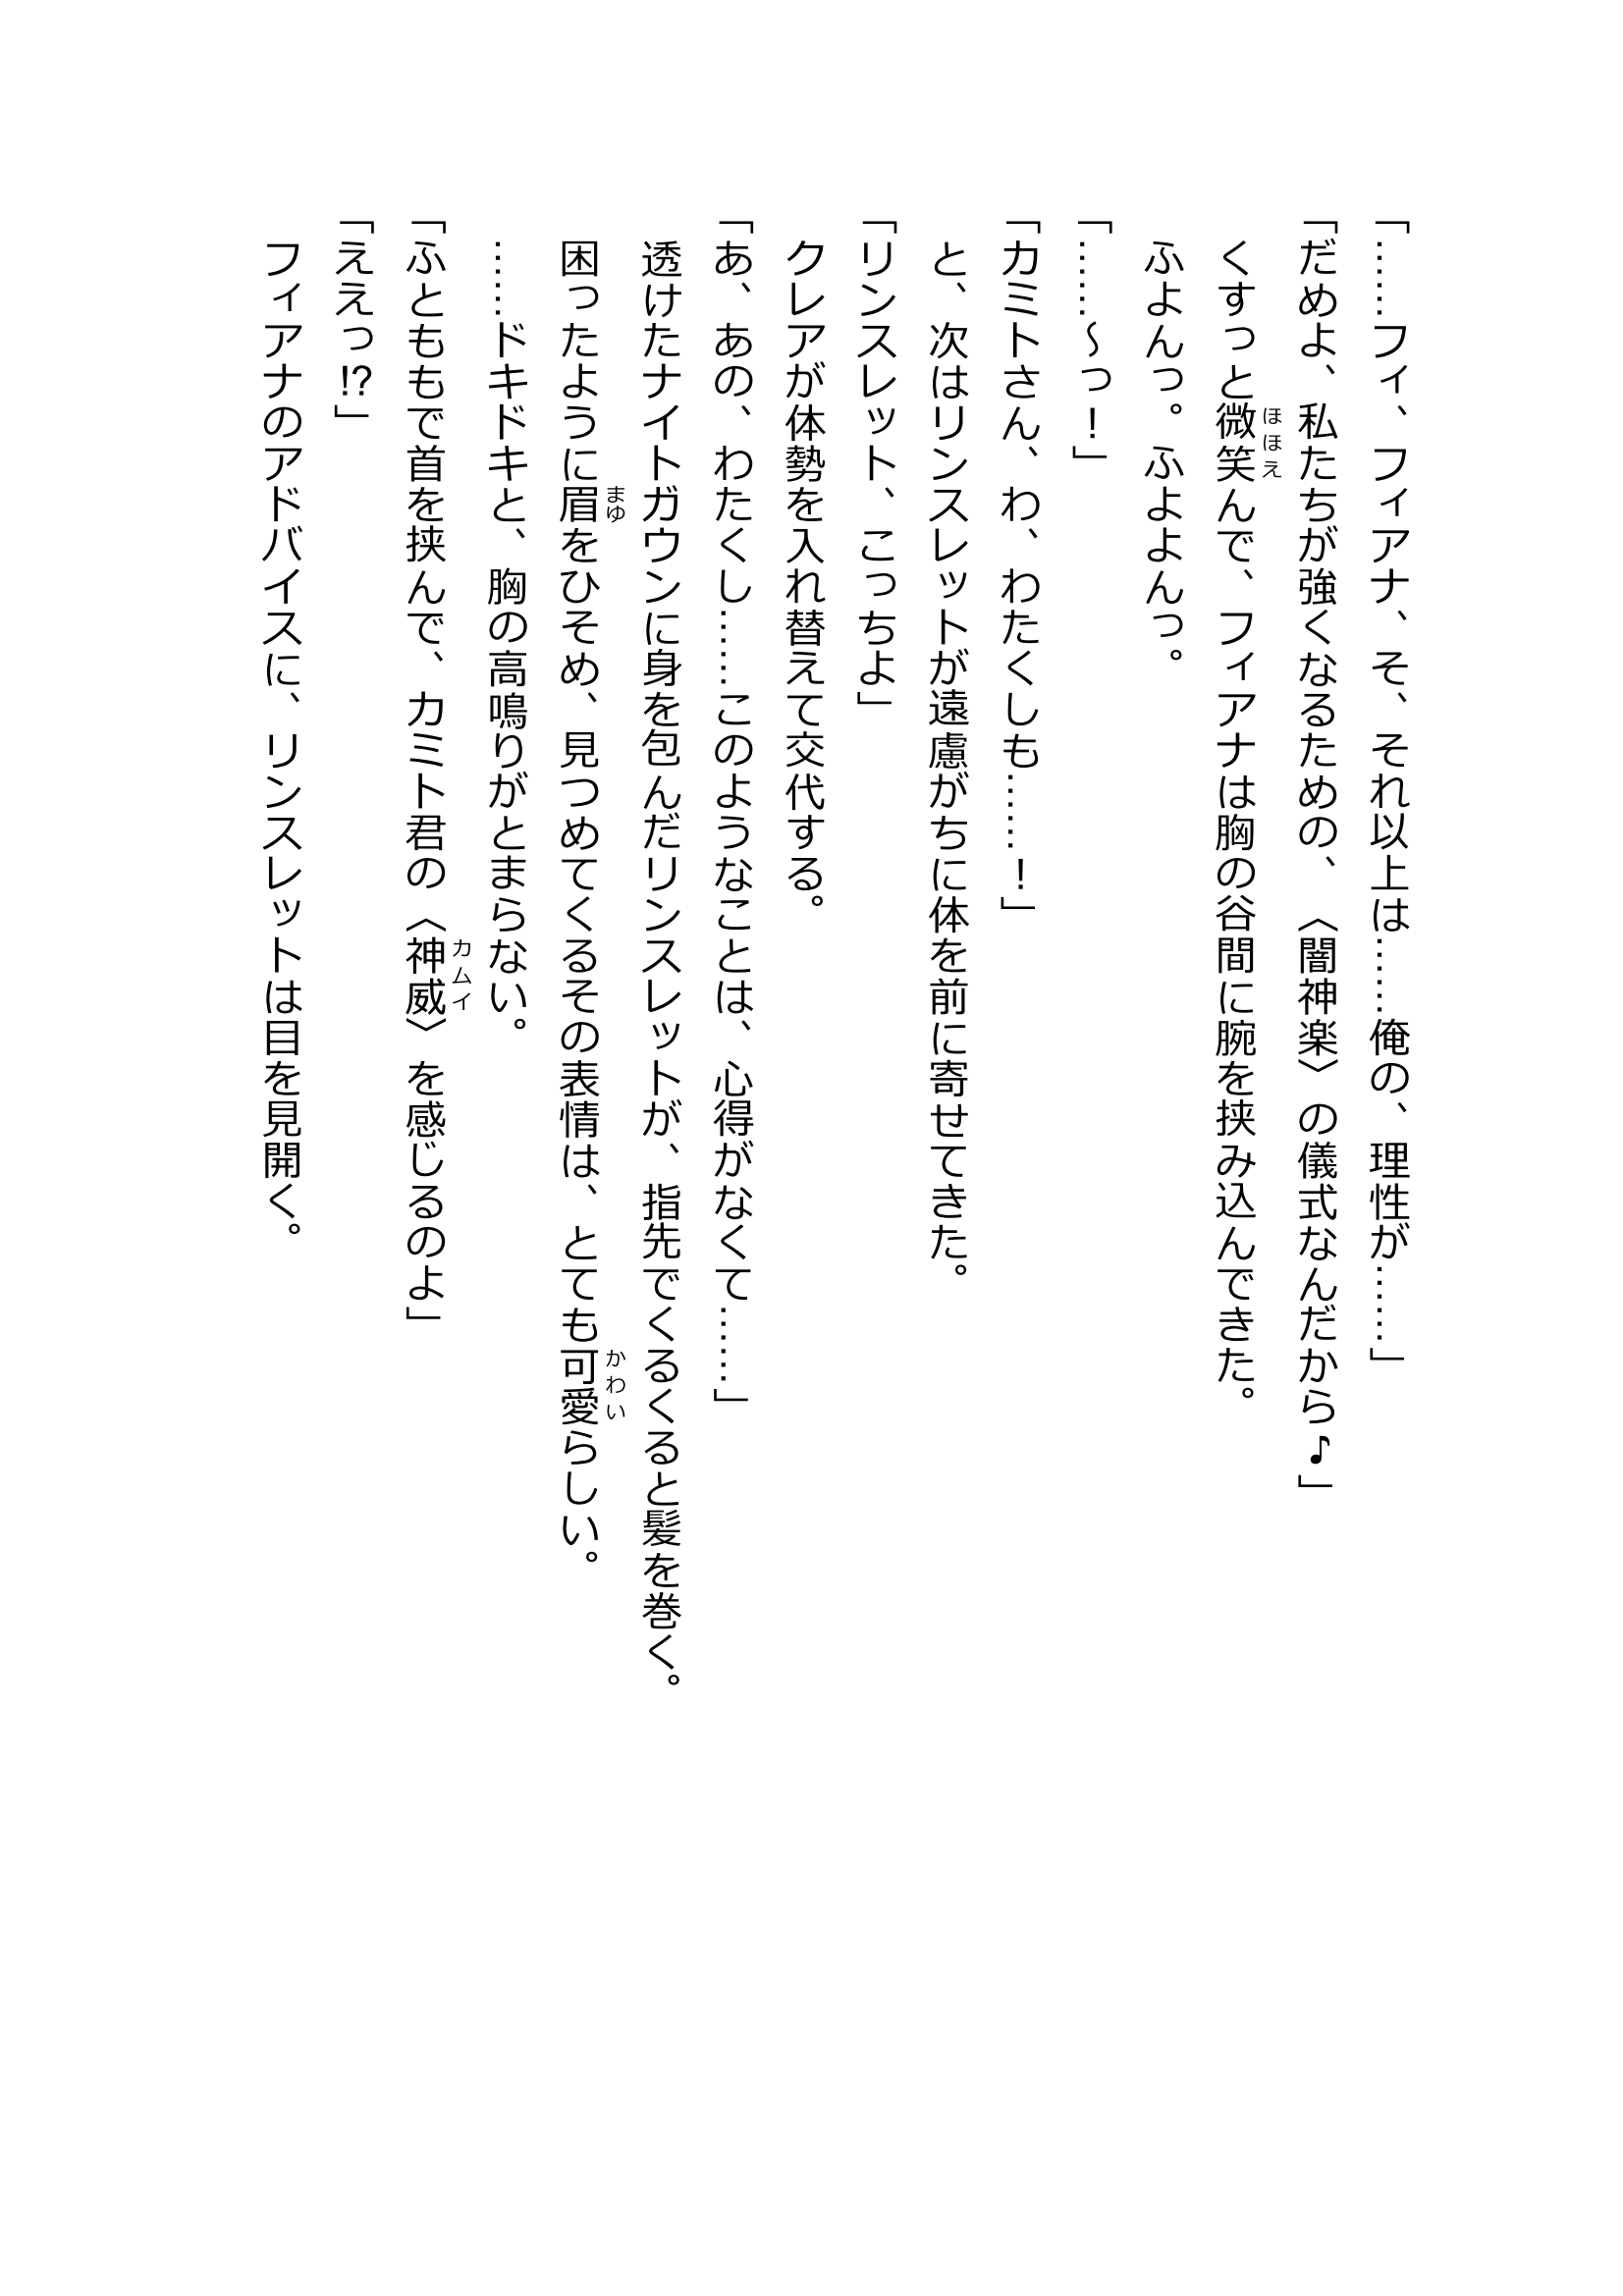 「……フィ、フィアナ、そ、それ以上は……俺の、理性が……」
「だめよ、私たちが強くなるための、〈闇神楽〉の儀式なんだから♪」
くすっと微笑んで、フィアナは胸の谷間に腕を挟み込んできた。
ふよんっ。ふよよんっ。
「……～っ！」
「カミトさん、わ、わたくしも……！」
と、次はリンスレットが遠慮がちに体を前に寄せてきた。
「リンスレット、こっちよ」
クレアが体勢を入れ替えて交代する。
「あ、あの、わたくし……このようなことは、心得がなくて……」
透けたナイトガウンに身を包んだリンスレットが、指先でくるくると髪を巻く。
困ったように眉をひそめ、見つめてくるその表情は、とても可愛らしい。
……ドキドキと、胸の高鳴りがとまらない。
「ふとももで首を挟んで、カミト君の〈神威〉を感じるのよ」
「ええっ⁉」
フィアナのアドバイスに、リンスレットは目を見開く。